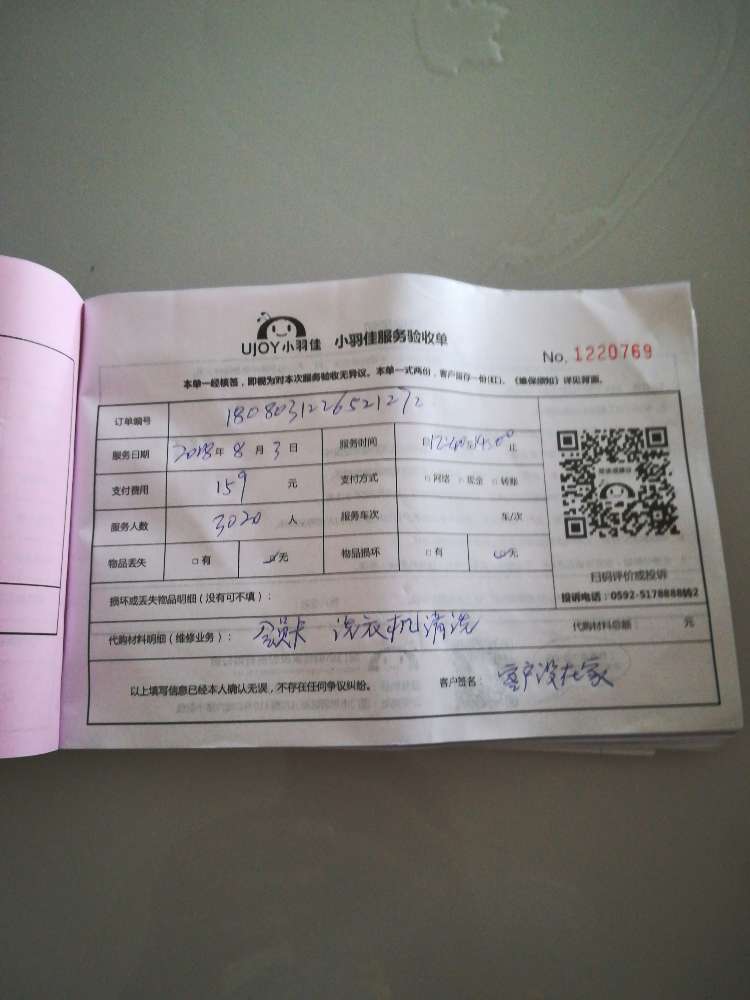 UJOY小羽佳 小羽佳服务验收单
No. 1220769
本单一经核签，即视为对本次服务验收无异议。本单一式两份，客户留存一份(红)。《维保须知》详见背面。
订单编号 1808031226521272
服务日期 2018年8月3日 服务时间 自 止
支付费用 159 元 支付方式 □网络 □现金 □转账
服务人数 3020 人 服务车次 车/次
物品丢失 □有 □无 物品损坏 □有 □无
扫码评价或投诉
损坏或丢失物品明细(没有可不填)：
投诉电话：0592-5178888转2
代购材料明细(维修业务)：会员卡 洗衣机清洗 代购材料总额： 元
以上填写信息已经本人确认无误，不存在任何争议纠纷。 客户签名：客户没在家